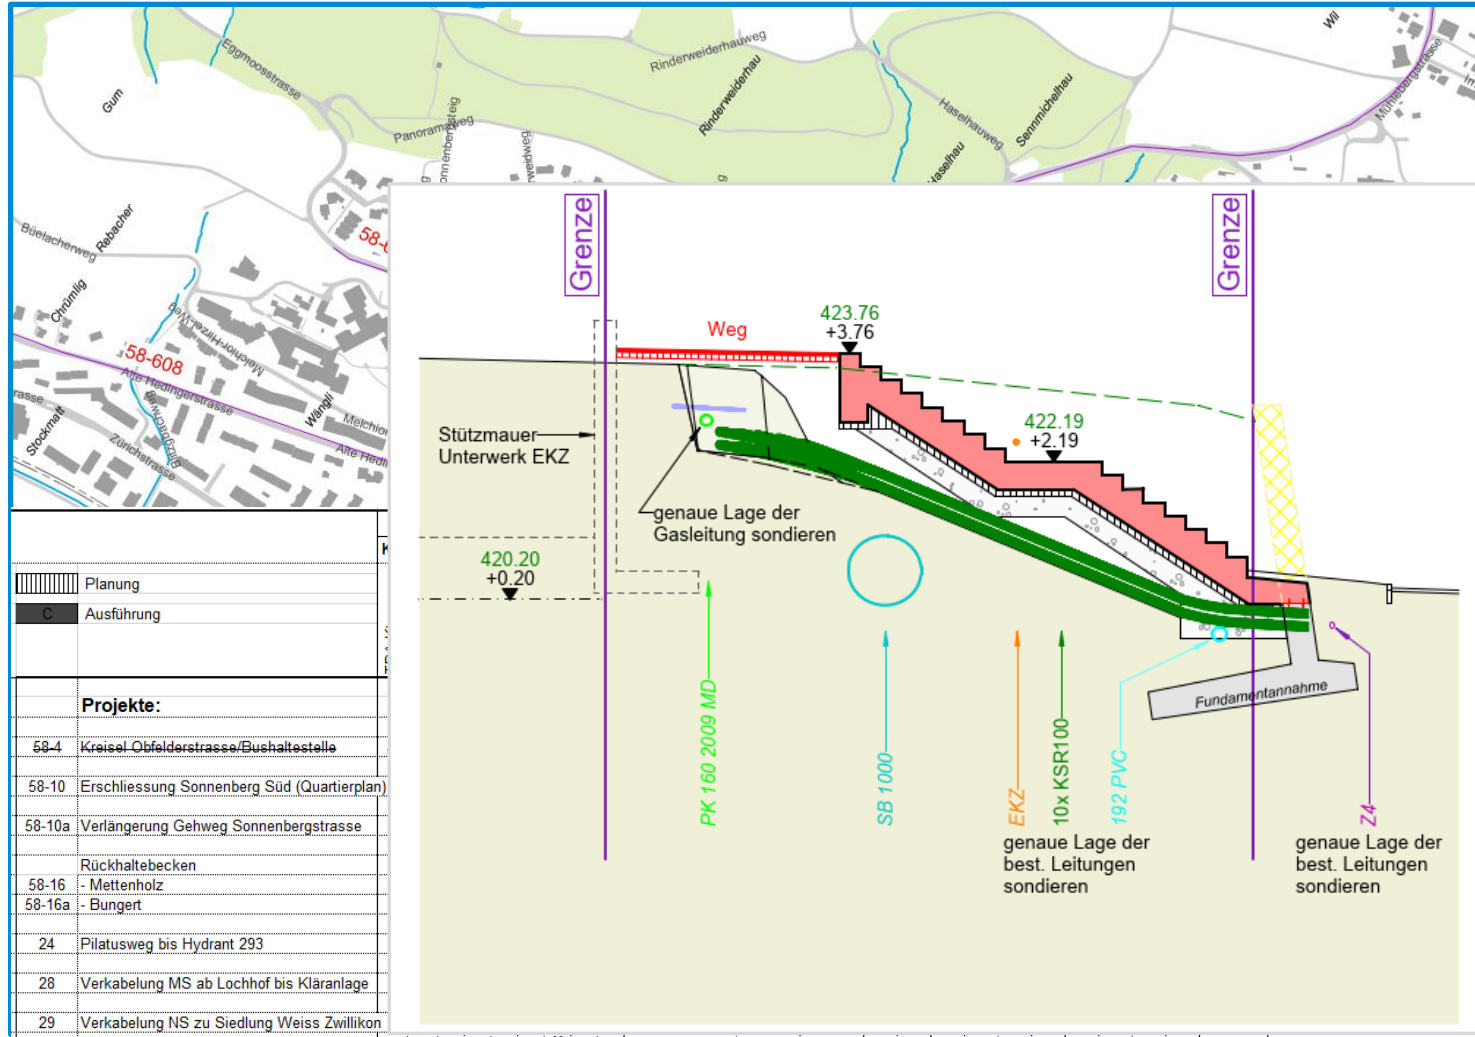 Gum
Eggmoosstrasse
Rinderweiderhauweg
Rinderweiderhau
Panoramaweg
Haselhauweg
Sennmichelhau
Haselhau
Wil
Mühlebergstrasse
Büelacherweg
Rebacher
Chrümlig
58-608
Melchior-Hirzel-Weg
Alte Hedingerstrasse
Wängli
Stockmatt
Zürichstrasse
Grenze
Grenze
Weg
423.76
+3.76
422.19
+2.19
Stützmauer
Unterwerk EKZ
genaue Lage der
Gasleitung sondieren
420.20
+0.20
Fundamentannahme
PK 160 2009 MD
SB 1000
EKZ
10x KSR100
192 PVC
Z4
genaue Lage der
best. Leitungen
sondieren
genaue Lage der
best. Leitungen
sondieren
Planung
C Ausführung
Projekte:
58-4 Kreisel Obfelderstrasse/Bushaltestelle
58-10 Erschliessung Sonnenberg Süd (Quartierplan)
58-10a Verlängerung Gehweg Sonnenbergstrasse
Rückhaltebecken
58-16 - Mettenholz
58-16a - Bungert
24 Pilatusweg bis Hydrant 293
28 Verkabelung MS ab Lochhof bis Kläranlage
29 Verkabelung NS zu Siedlung Weiss Zwillikon